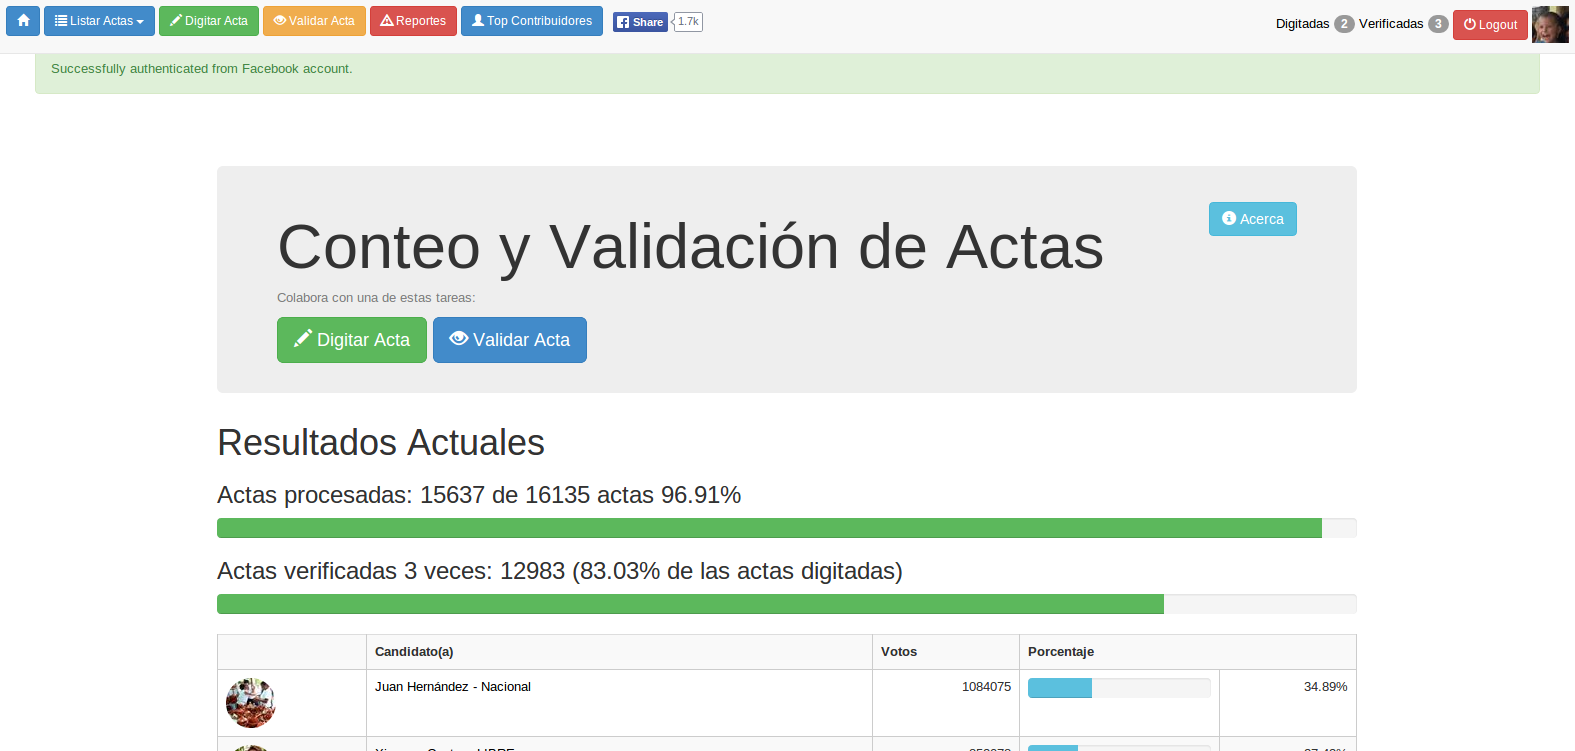 Listar Actas Digitar Acta Validar Acta Reportes Top Contribuidores Share 1.7k Digitadas 2 Verificadas 3 Logout
Successfully authenticated from Facebook account.
Acerca
Conteo y Validación de Actas
Colabora con una de estas tareas:
Digitar Acta Validar Acta
Resultados Actuales
Actas procesadas: 15637 de 16135 actas 96.91%
Actas verificadas 3 veces: 12983 (83.03% de las actas digitadas)
Candidato(a) Votos Porcentaje
Juan Hernández - Nacional 1084075 34.89%